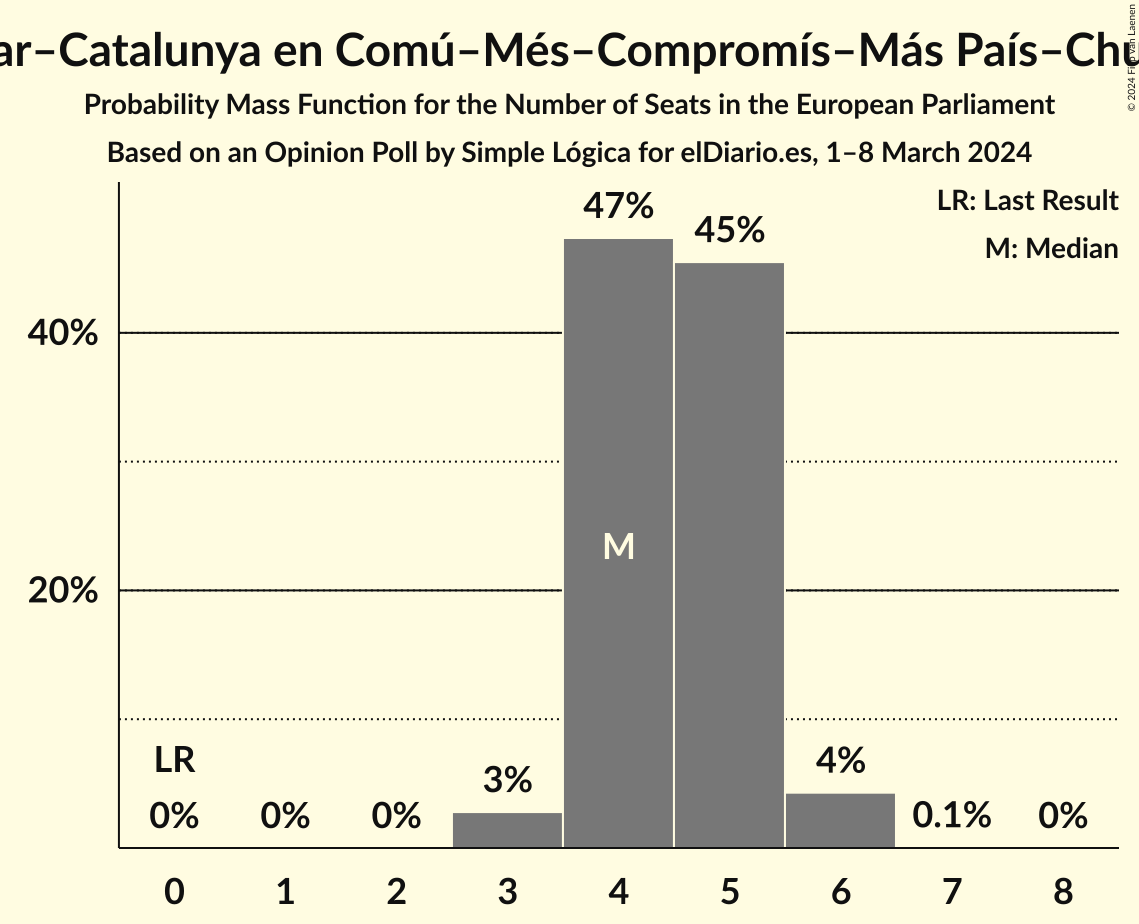 ar–Catalunya en Comú–Més–Compromís–Más País–Chu
© 2024 Filip van Laenen
Probability Mass Function for the Number of Seats in the European Parliament
Based on an Opinion Poll by Simple Lógica for elDiario.es, 1–8 March 2024
LR: Last Result
M: Median
47%
45%
40%
M
20%
LR
0%
0%
0%
3%
4%
0.1%
0%
0
1
2
3
4
5
6
7
8